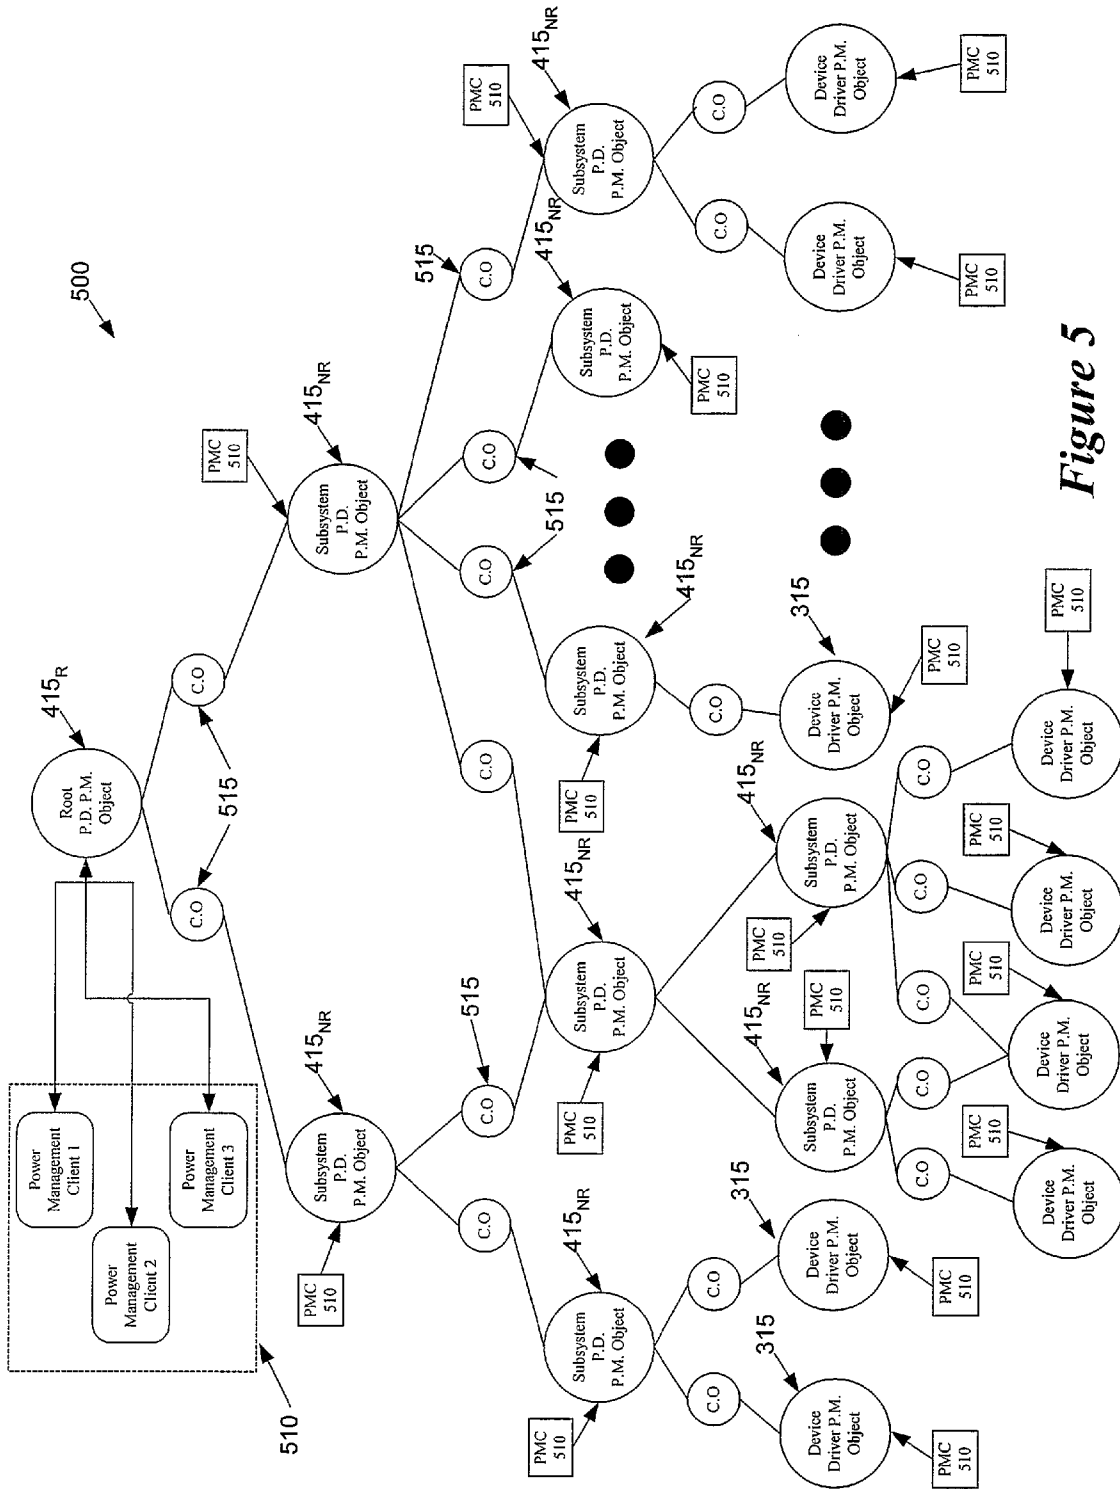 Power
Management
Client 1
Power
Management
Client 2
Power
Management
Client 3
510
Root
P.D. P.M.
Object
415R
500
C.O
C.O
515
PMC
510
PMC
510
Subsystem
P.D.
P.M. Object
415NR
Subsystem
P.D.
P.M. Object
415NR
C.O
C.O
515
C.O
C.O
C.O
C.O
515
515
PMC
510
Subsystem
P.D.
P.M. Object
415NR
PMC
510
Subsystem
P.D.
P.M. Object
415NR
PMC
510
Subsystem
P.D.
P.M. Object
415NR
Subsystem
P.D.
P.M. Object
415NR
PMC
510
PMC
510
Subsystem
P.D.
P.M. Object
415NR
C.O
C.O
C.O
C.O
C.O
Device
Driver P.M.
Object
315
PMC
510
Device
Driver P.M.
Object
315
PMC
510
Subsystem
P.D.
P.M. Object
415NR
PMC
510
PMC
510
Subsystem
P.D.
P.M. Object
415NR
Device
Driver P.M.
Object
315
PMC
510
Device
Driver P.M.
Object
PMC
510
Device
Driver P.M.
Object
PMC
510
C.O
C.O
C.O
C.O
C.O
Device
Driver P.M.
Object
PMC
510
Device
Driver P.M.
Object
PMC
510
Device
Driver P.M.
Object
PMC
510
Device
Driver P.M.
Object
PMC
510
Figure 5